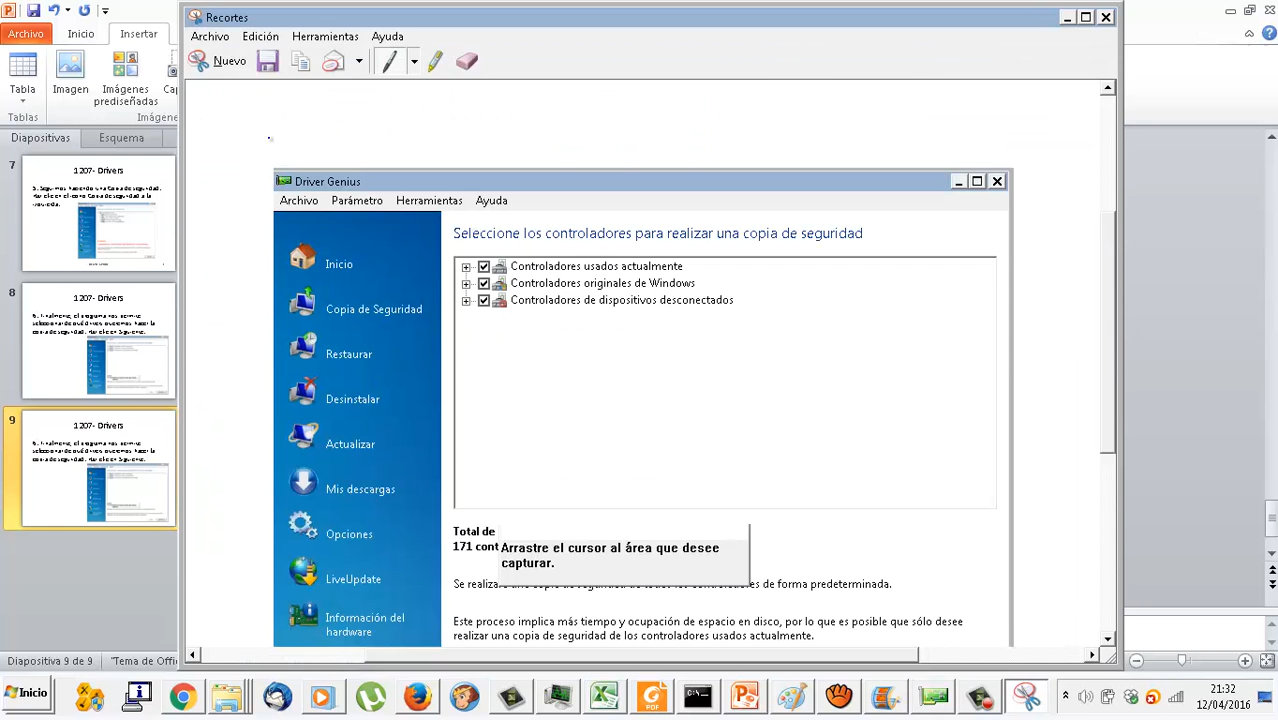 Recortes
Archivo Edición Herramientas Ayuda
Nuevo
Archivo Inicio Insertar
Tabla Imagen Imágenes prediseñadas
Tablas Imágene
Diapositivas Esquema
7
1207- Drivers
8
1207- Drivers
9
1207- Drivers
Driver Genius
Archivo Parámetro Herramientas Ayuda
Seleccione los controladores para realizar una copia de seguridad
Controladores usados actualmente
Controladores originales de Windows
Controladores de dispositivos desconectados
Inicio
Copia de Seguridad
Restaurar
Desinstalar
Actualizar
Mis descargas
Opciones
LiveUpdate
Información del
hardware
Total de
171 cont
Arrastre el cursor al área que desee
capturar.
de forma predeterminada.
Este proceso implica más tiempo y ocupación de espacio en disco, por lo que es posible que sólo desee
realizar una copia de seguridad de los controladores usados actualmente.
Diapositiva 9 de 9 "Tema de Offi
Inicio
PDF
21:32
12/04/2016